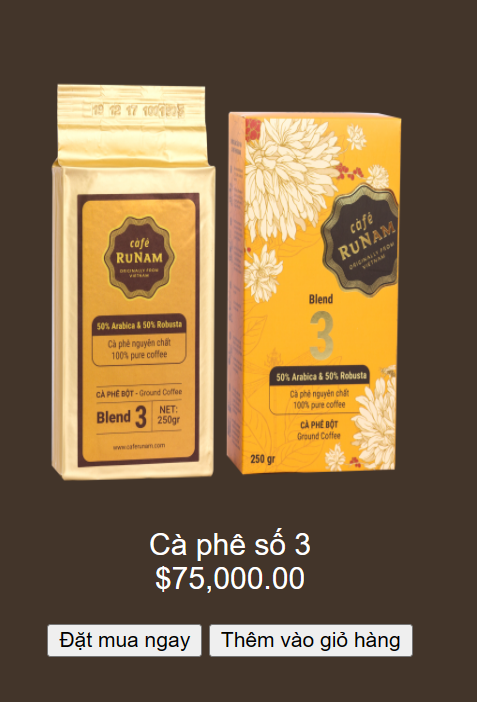 càfê
RUNAM
ORIGINALLY FROM
VIETNAM
50% Arabica & 50% Robusta
Cà phê nguyên chất
100% pure coffee
CÀ PHÊ BỘT - Ground Coffee
Blend 3 NET:
250gr
www.caferunam.com
càfê
RUNAM
ORIGINALLY FROM
VIETNAM
Blend
3
50% Arabica & 50% Robusta
Cà phê nguyên chất
100% pure coffee
CÀ PHÊ BỘT
Ground Coffee
250 gr
Cà phê số 3
$75,000.00
Đặt mua ngay Thêm vào giỏ hàng